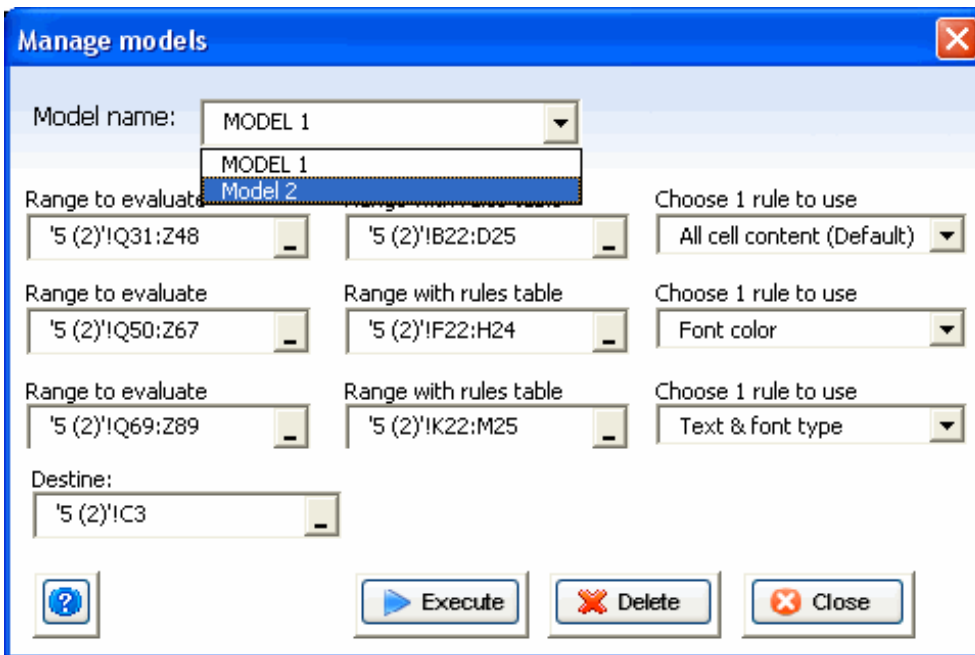 Manage models
Model name: MODEL 1
MODEL 1
Model 2
Range to evaluate Range with rules table Choose 1 rule to use
'5 (2)'!Q31:Z48 '5 (2)'!B22:D25 All cell content (Default)
Range to evaluate Range with rules table Choose 1 rule to use
'5 (2)'!Q50:Z67 '5 (2)'!F22:H24 Font color
Range to evaluate Range with rules table Choose 1 rule to use
'5 (2)'!Q69:Z89 '5 (2)'!K22:M25 Text & font type
Destine:
'5 (2)'!C3
? Execute Delete Close